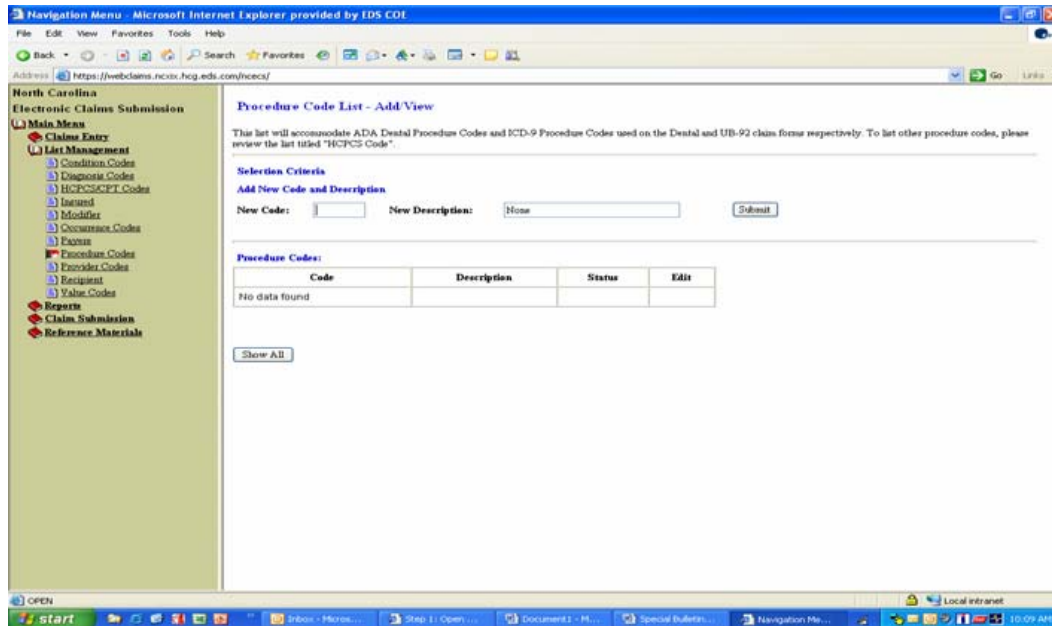 Navigation Menu - Microsoft Internet Explorer provided by EDS COE
File Edit View Favorites Tools Help
Back Search Favorites
Address https://webclaims.ncxix.hcg.eds.com/ncecs/ Go Links
North Carolina
Electronic Claims Submission
Main Menu
Claims Entry
List Management
Condition Codes
Diagnosis Codes
HCPCS/CPT Codes
Insured
Modifier
Occurrence Codes
Payers
Procedure Codes
Provider Codes
Recipient
Value Codes
Reports
Claim Submission
Reference Materials
Procedure Code List - Add/View
This list will accommodate ADA Dental Procedure Codes and ICD-9 Procedure Codes used on the Dental and UB-92 claim forms respectively. To list other procedure codes, please
review the list titled "HCPCS Code".
Selection Criteria
Add New Code and Description
New Code: New Description: None Submit
Procedure Codes:
Code Description Status Edit
No data found
Show All
OPEN Local intranet
start Inbox - Micros... Step 1: Open ... Document1 - M... Special Bulletin... Navigation Me... 10:09 AM